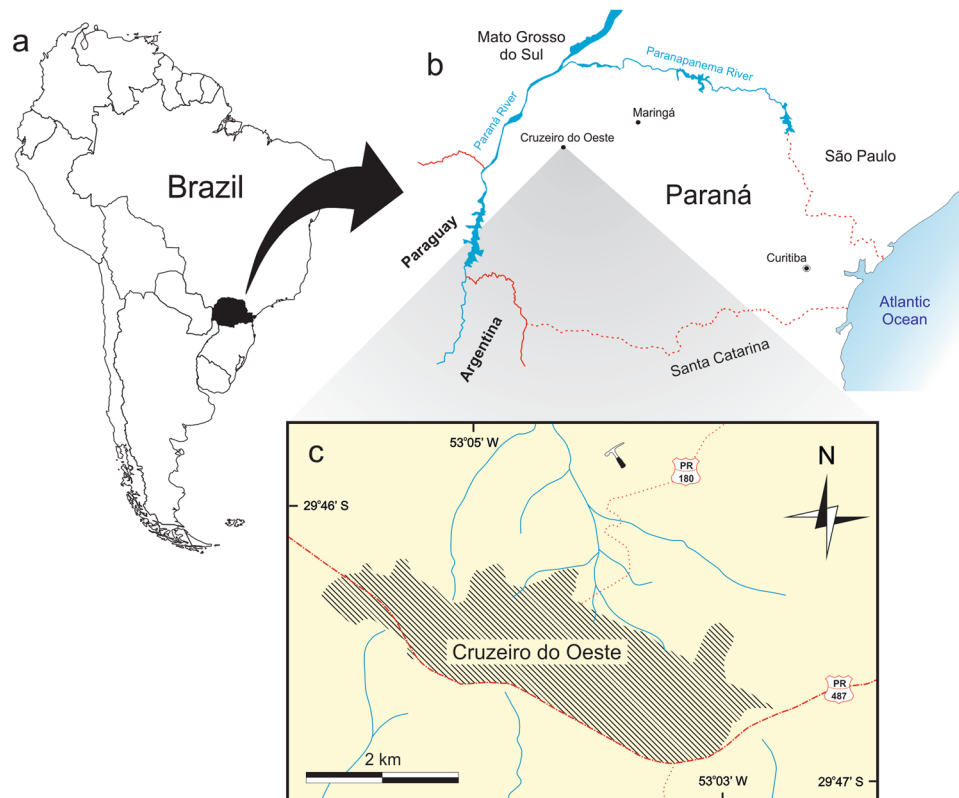 a
Brazil
b
Mato Grosso
do Sul
Paranapanema River
Paraná River
Maringá
Cruzeiro do Oeste
São Paulo
Paraná
Paraguay
Curitiba
Atlantic
Ocean
Argentina
Santa Catarina
c
53°05' W
N
PR
180
29°46' S
Cruzeiro do Oeste
PR
487
2 km
53°03' W
29°47' S